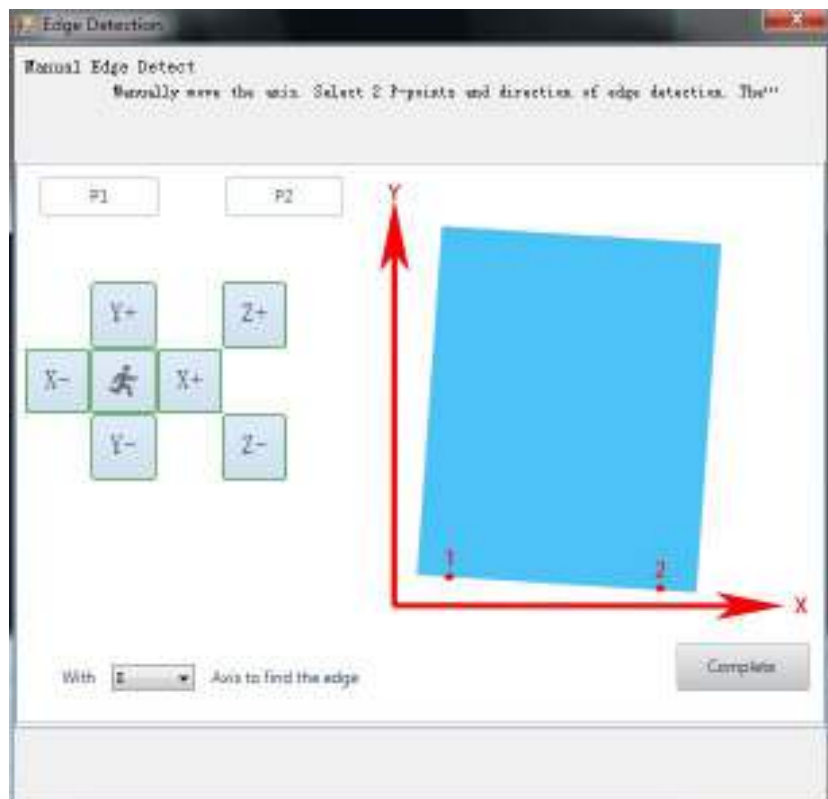 Edge Detection
Manual Edge Detect
Manually move the axis. Select 2 P-points and direction of edge detection. The…
P1
P2
Y
Y+
Z+
X-
X+
Y-
Z-
1
2
X
With
Axis to find the edge
Complete